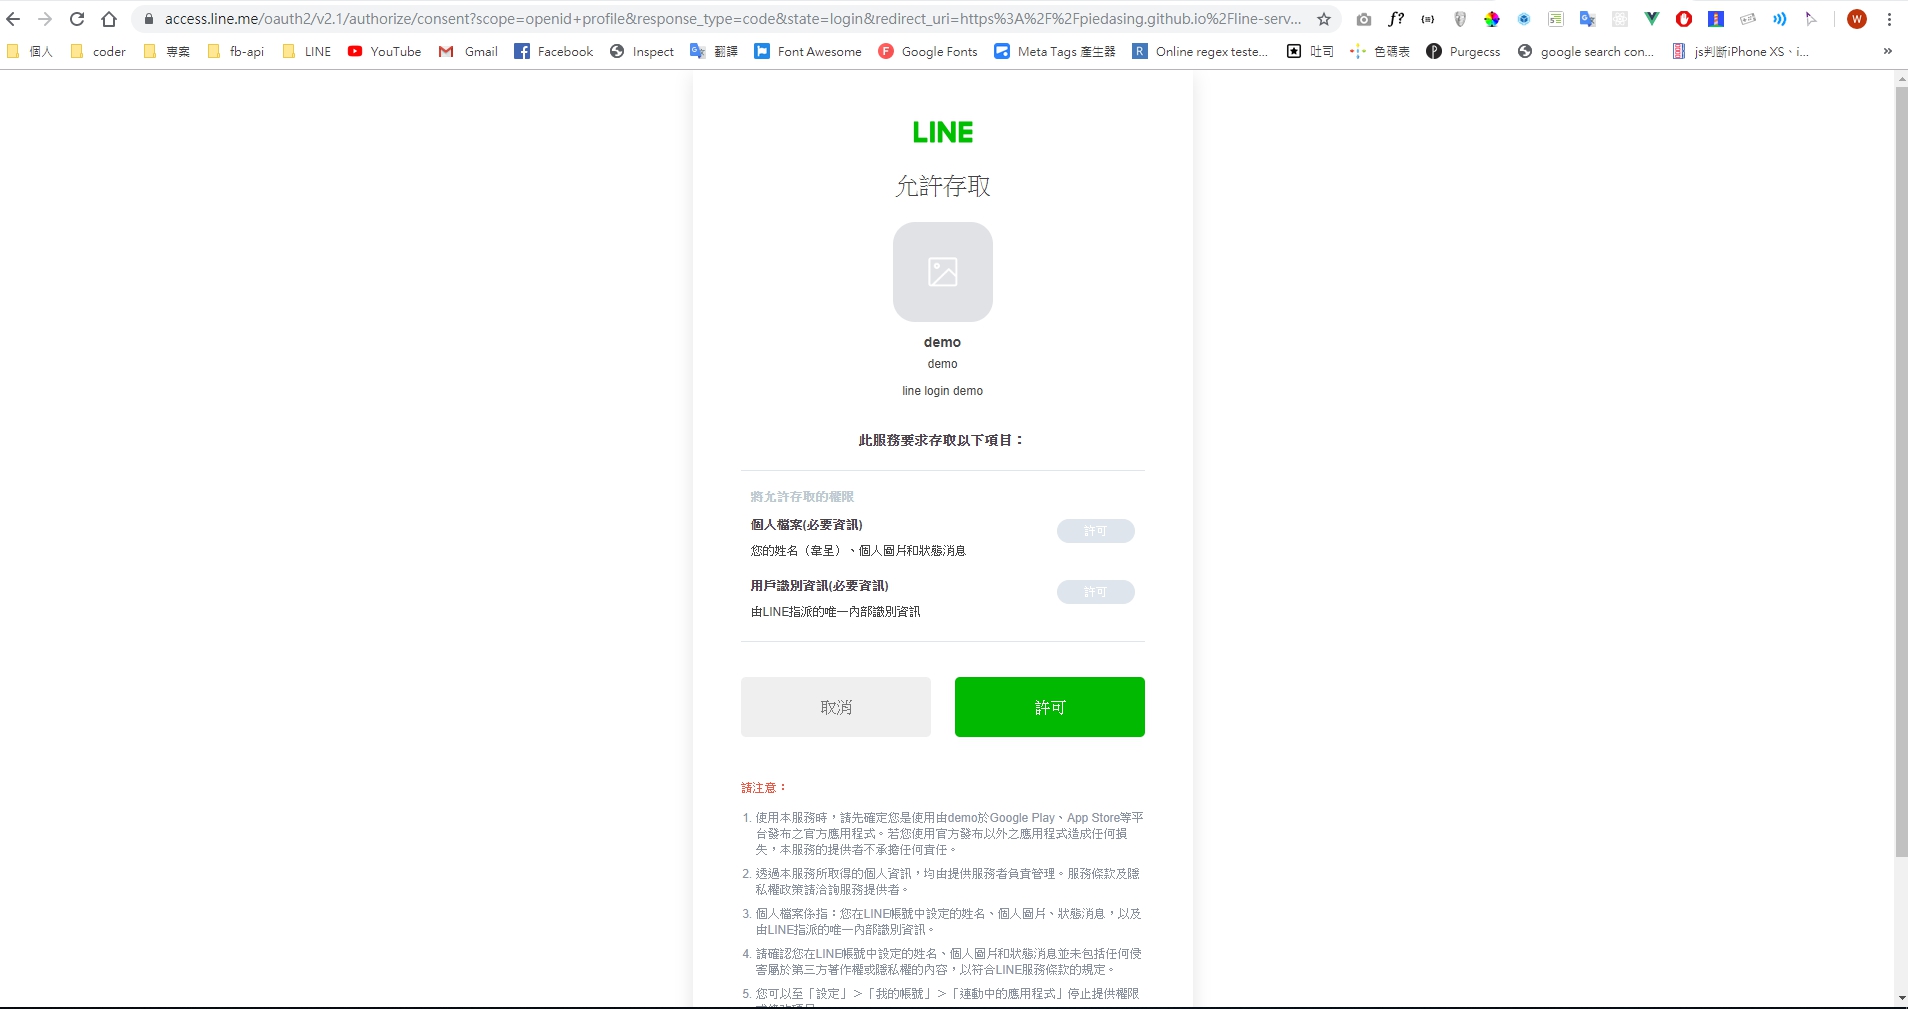 access.line.me/oauth2/v2.1/authorize/consent?scope=openid+profile&response_type=code&state=login&redirect_uri=https%3A%2F%2Fpiedasing.github.io%2Fline-serv...
f?
W
個人
coder
專案
fb-api
LINE
YouTube
Gmail
Facebook
Inspect
翻譯
Font Awesome
Google Fonts
Meta Tags 產生器
Online regex teste...
吐司
色碼表
Purgecss
google search con...
js判斷iPhone XS、i...
»
LINE
允許存取
demo
demo
line login demo
此服務要求存取以下項目：
將允許存取的權限
個人檔案(必要資訊)
許可
您的姓名（韋呈）、個人圖片和狀態消息
用戶識別資訊(必要資訊)
許可
由LINE指派的唯一內部識別資訊
取消
許可
請注意：
1. 使用本服務時，請先確定您是使用由demo於Google Play、App Store等平
台發布之官方應用程式。若您使用官方發布以外之應用程式造成任何損
失，本服務的提供者不承擔任何責任。
2. 透過本服務所取得的個人資訊，均由提供服務者負責管理。服務條款及隱
私權政策請洽詢服務提供者。
3. 個人檔案係指：您在LINE帳號中設定的姓名、個人圖片、狀態消息，以及
由LINE指派的唯一內部識別資訊。
4. 請確認您在LINE帳號中設定的姓名、個人圖片和狀態消息並未包括任何侵
害屬於第三方著作權或隱私權的內容，以符合LINE服務條款的規定。
5. 您可以至「設定」＞「我的帳號」＞「連動中的應用程式」停止提供權限